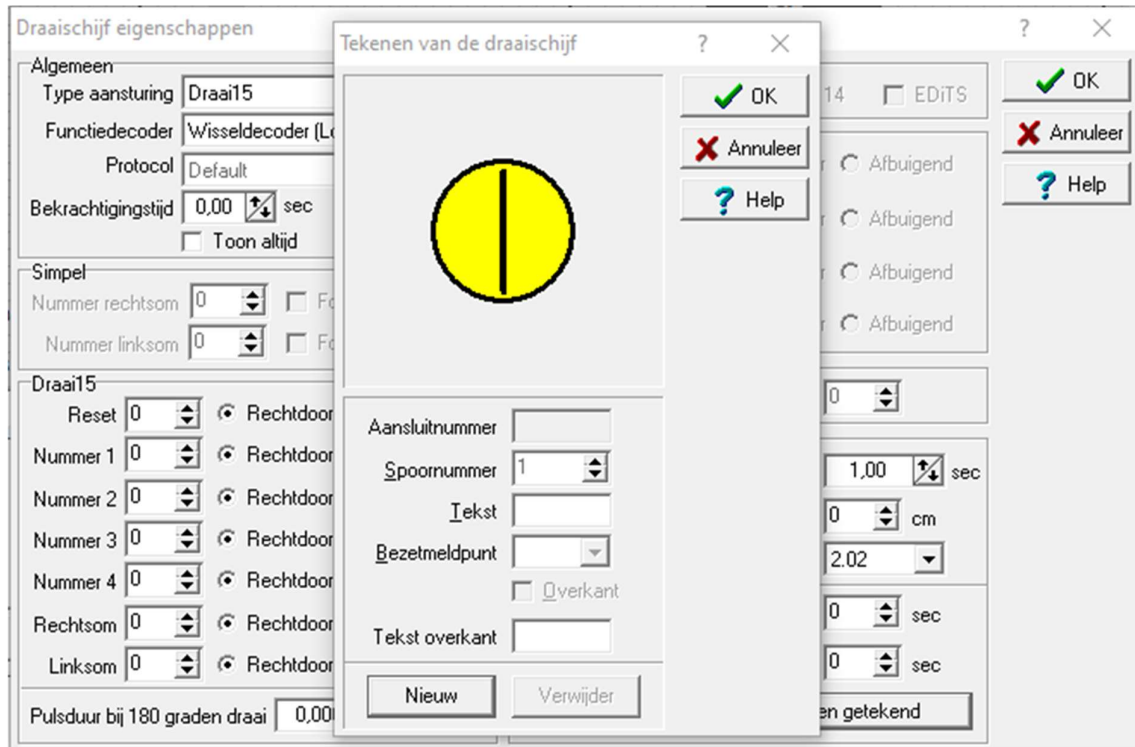 Draaischijf eigenschappen
?
Algemeen
Type aansturing Draai15
Functiedecoder Wisseldecoder
Protocol Default
Bekrachtigingstijd 0,00 sec
Toon altijd
Simpel
Nummer rechtsom 0
Nummer linksom 0
Draai15
Reset 0 Rechtdoor
Nummer 1 0 Rechtdoor
Nummer 2 0 Rechtdoor
Nummer 3 0 Rechtdoor
Nummer 4 0 Rechtdoor
Rechtsom 0 Rechtdoor
Linksom 0 Rechtdoor
Pulsduur bij 180 graden draai
Tekenen van de draaischijf
?
OK
Annuleer
? Help
Aansluitnummer
Spoornummer 1
Tekst
Bezetmeldpunt
Overkant
Tekst overkant
Nieuw
Verwijder
14 EDiTS
Afbuigend
Afbuigend
Afbuigend
Afbuigend
0
1,00 sec
0 cm
2.02
0 sec
0 sec
getekend
OK
Annuleer
? Help